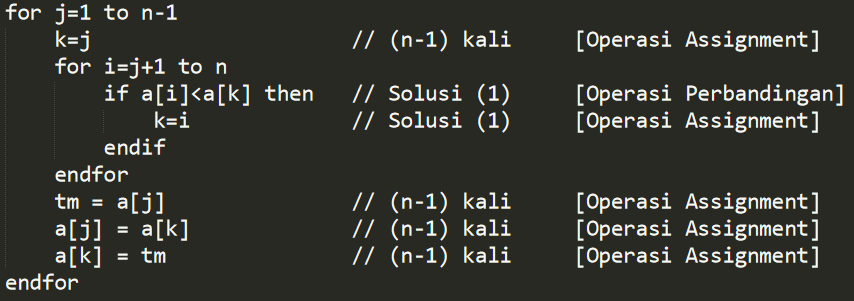 for j=1 to n-1
k=j // (n-1) kali [Operasi Assignment]
for i=j+1 to n
if a[i]<a[k] then // Solusi (1) [Operasi Perbandingan]
k=i // Solusi (1) [Operasi Assignment]
endif
endfor
tm = a[j] // (n-1) kali [Operasi Assignment]
a[j] = a[k] // (n-1) kali [Operasi Assignment]
a[k] = tm // (n-1) kali [Operasi Assignment]
endfor